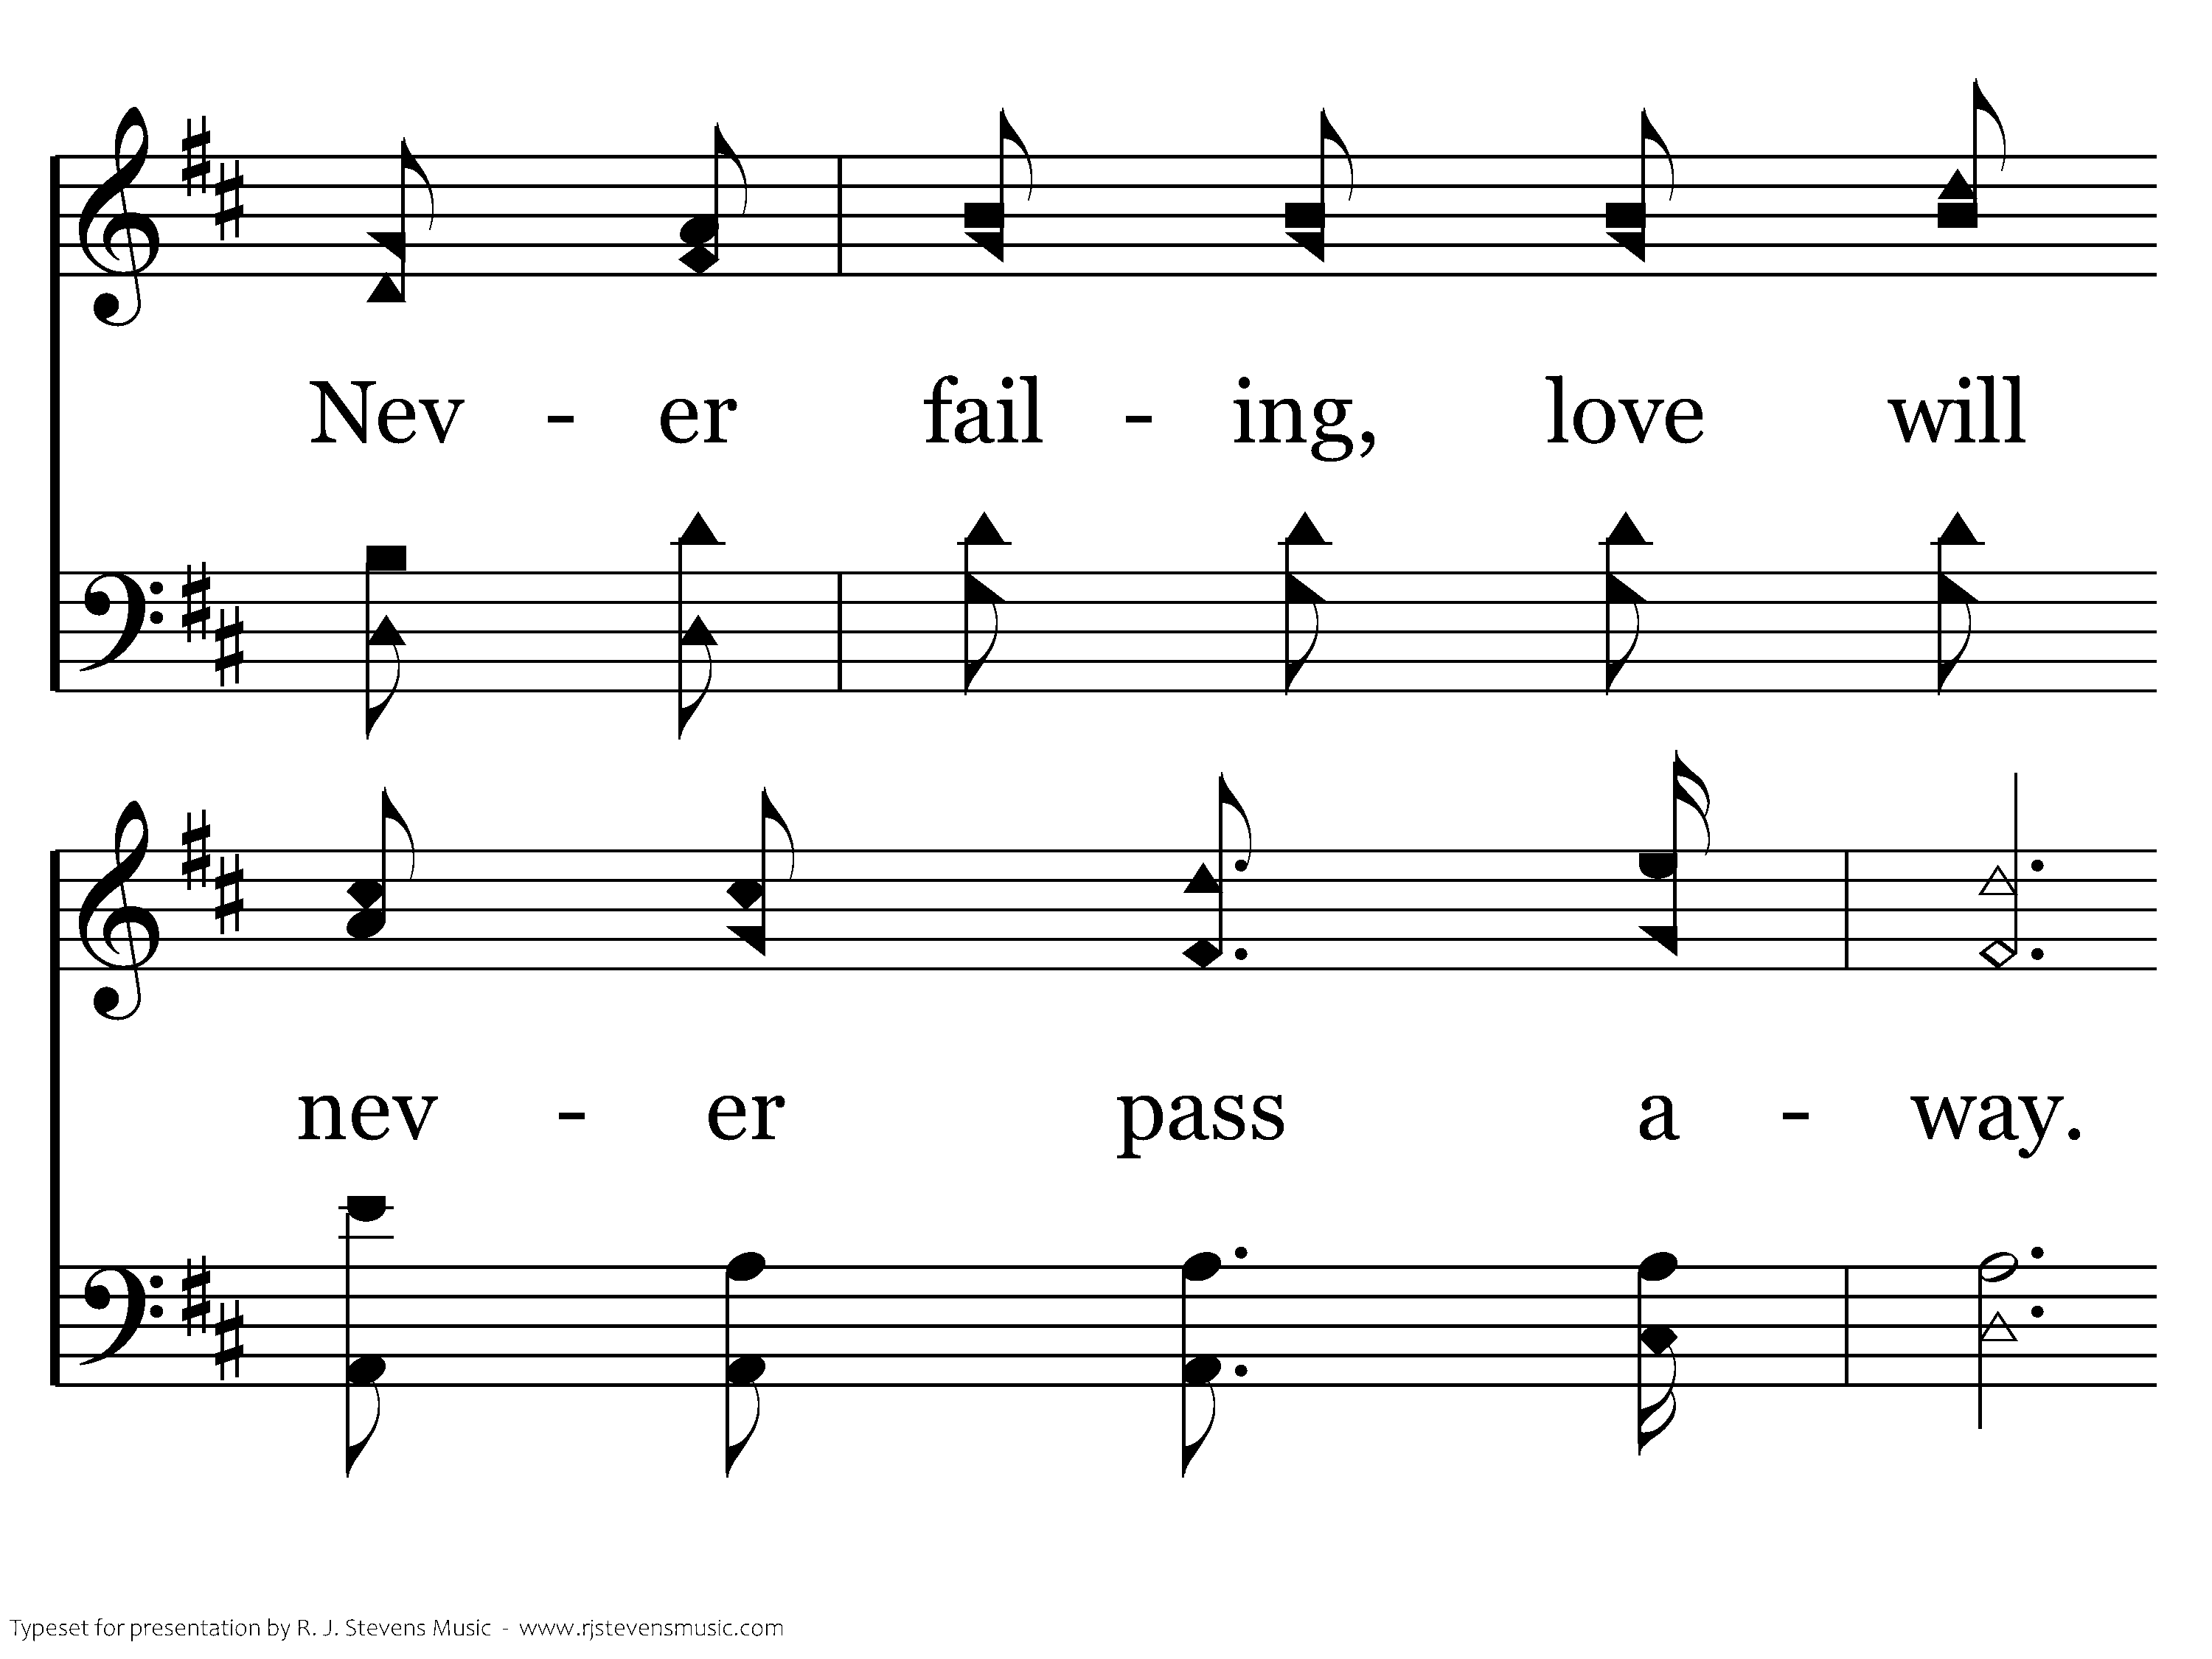 Nev - er fail - ing, love will
nev - er pass a - way.
Typeset for presentation by R. J. Stevens Music - www.rjstevensmusic.com